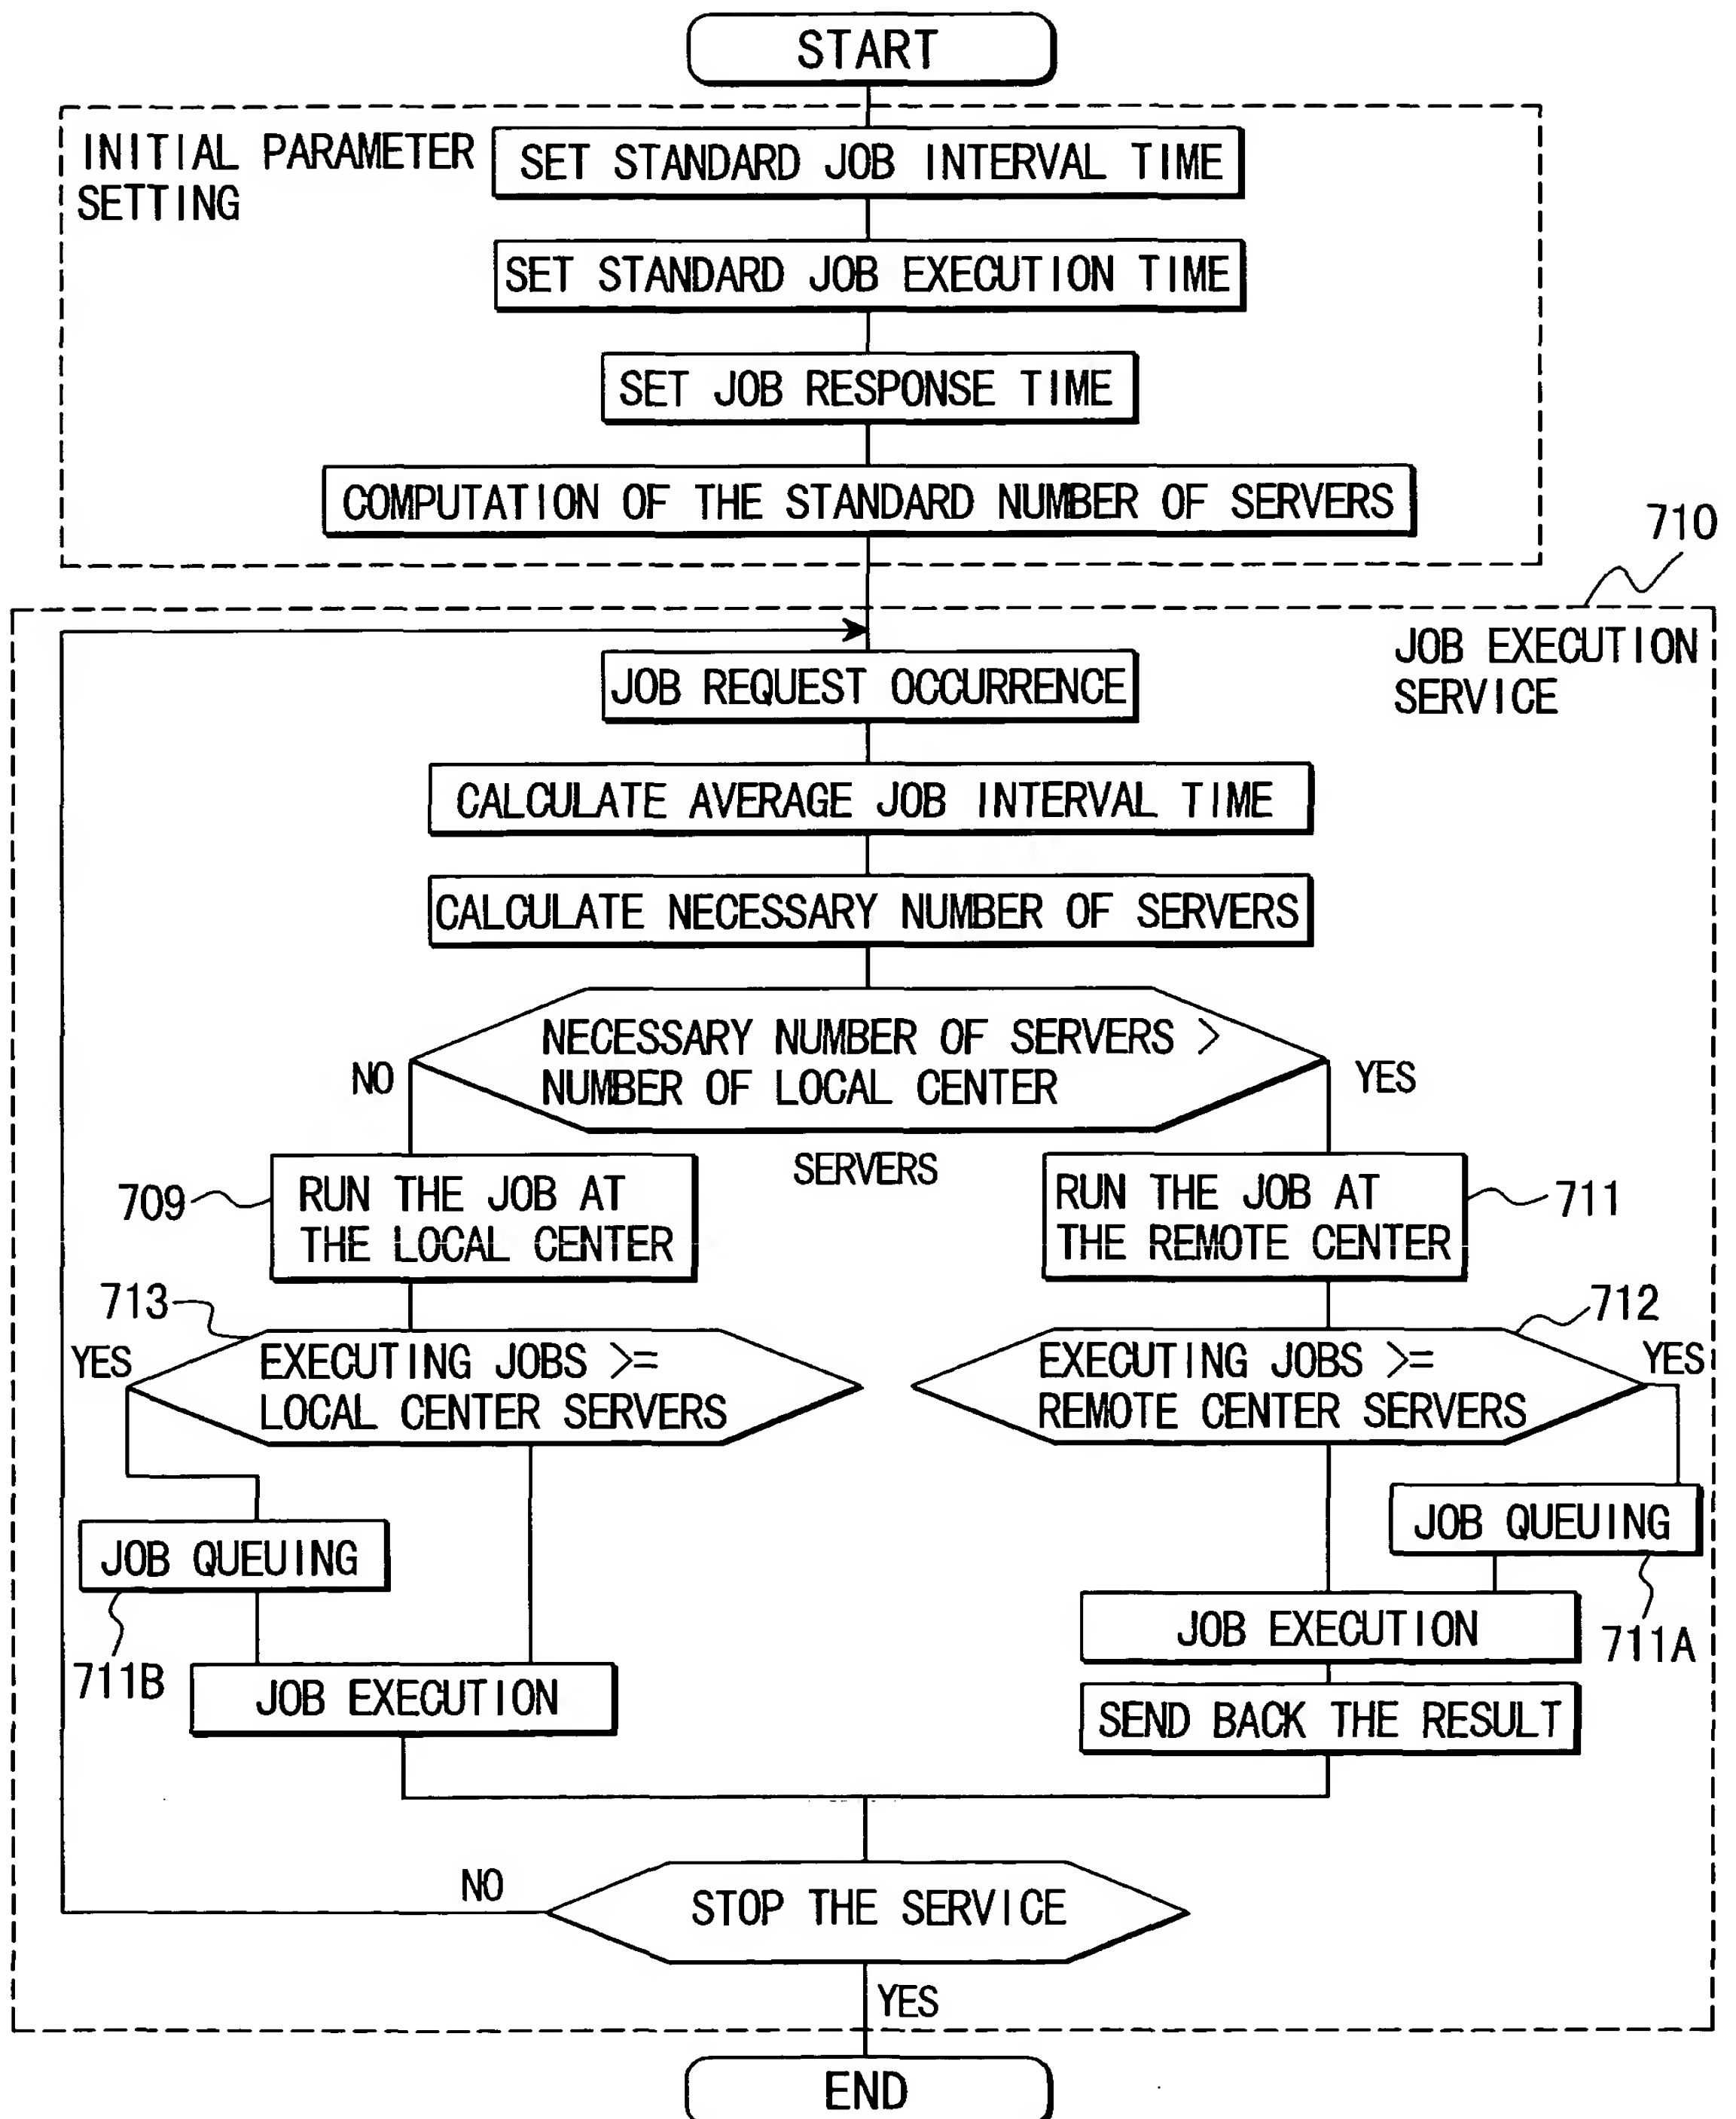 START
INITIAL PARAMETER
SETTING
SET STANDARD JOB INTERVAL TIME
SET STANDARD JOB EXECUTION TIME
SET JOB RESPONSE TIME
COMPUTATION OF THE STANDARD NUMBER OF SERVERS
710
JOB EXECUTION
SERVICE
JOB REQUEST OCCURRENCE
CALCULATE AVERAGE JOB INTERVAL TIME
CALCULATE NECESSARY NUMBER OF SERVERS
NECESSARY NUMBER OF SERVERS >
NUMBER OF LOCAL CENTER
SERVERS
NO
YES
709
RUN THE JOB AT
THE LOCAL CENTER
RUN THE JOB AT
THE REMOTE CENTER
711
713
YES
EXECUTING JOBS >=
LOCAL CENTER SERVERS
712
EXECUTING JOBS >=
REMOTE CENTER SERVERS
YES
JOB QUEUING
711B
JOB EXECUTION
JOB QUEUING
711A
JOB EXECUTION
SEND BACK THE RESULT
NO
STOP THE SERVICE
YES
END